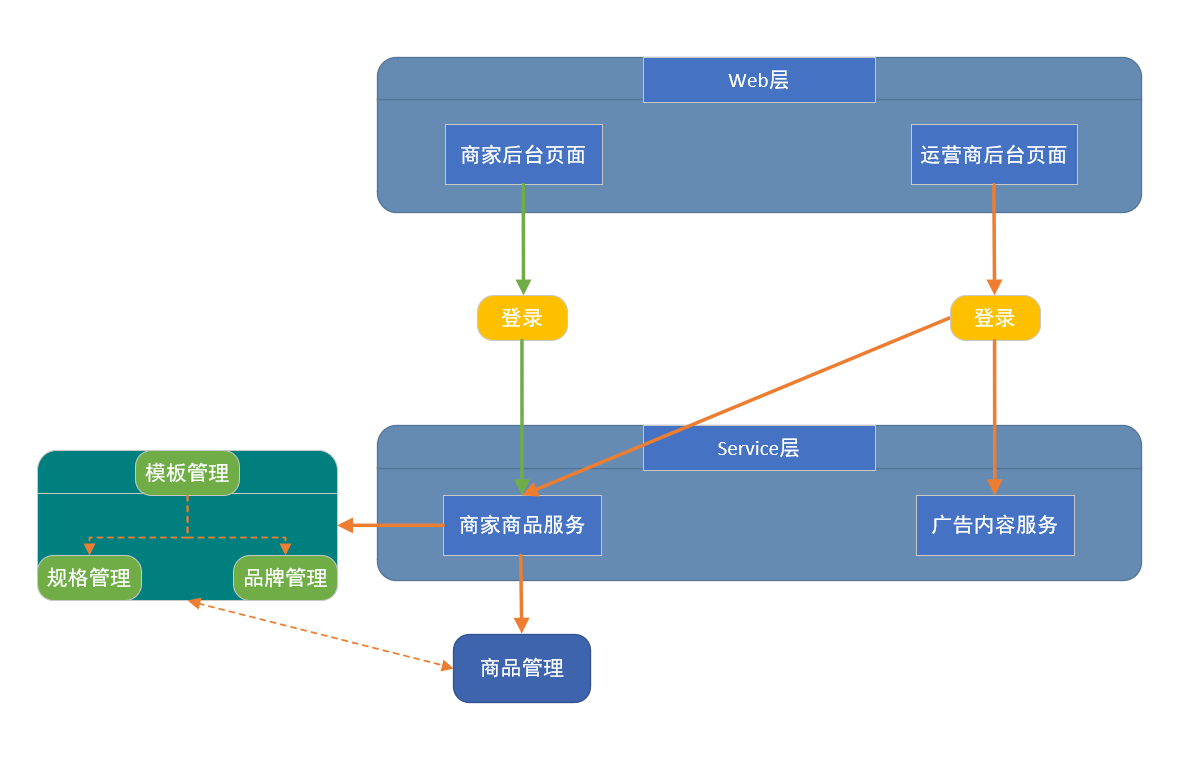 Web层
商家后台页面
运营商后台页面
登录
登录
Service层
模板管理
商家商品服务
广告内容服务
规格管理
品牌管理
商品管理